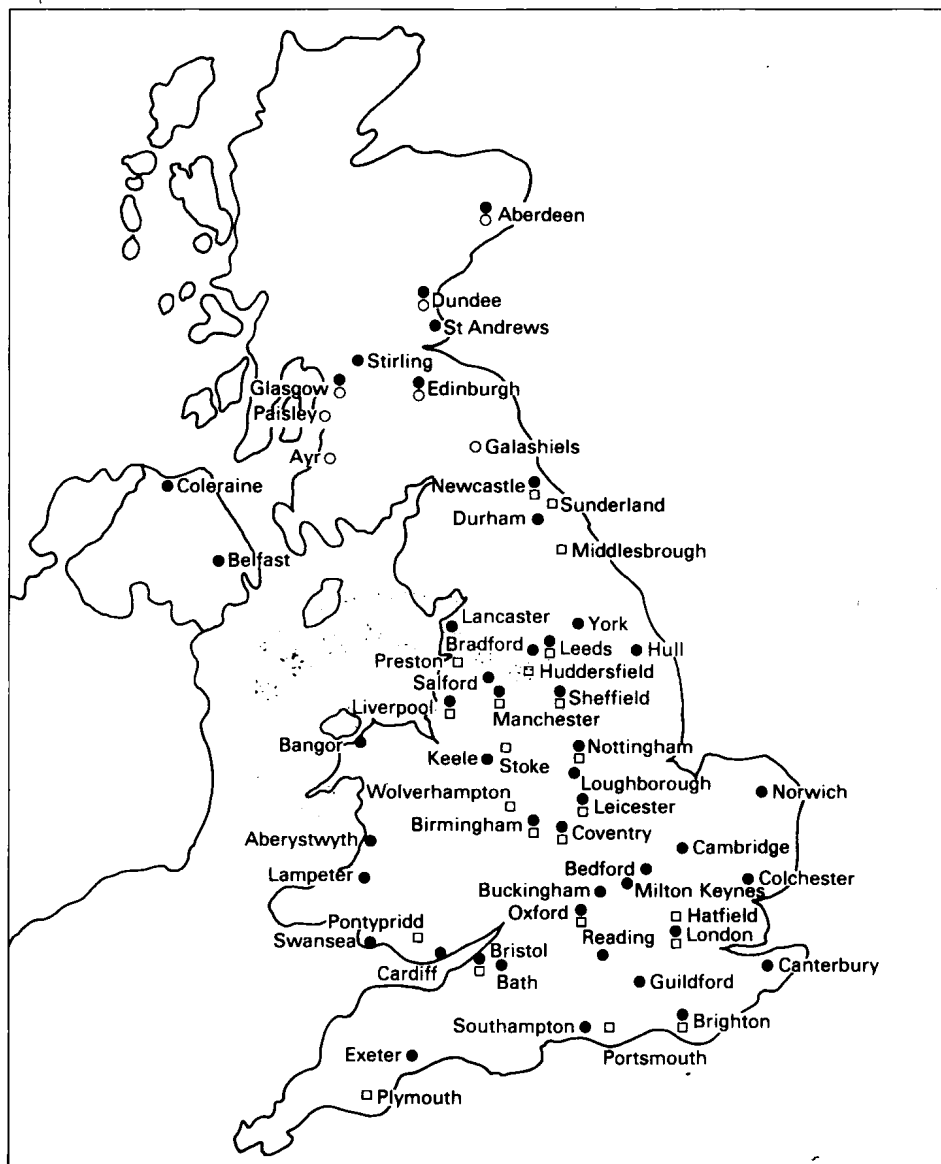 Aberdeen
Dundee
St Andrews
Stirling
Glasgow
Edinburgh
Paisley
Galashiels
Ayr
Coleraine
Newcastle
Sunderland
Durham
Middlesbrough
Belfast
Lancaster
York
Bradford
Leeds
Hull
Preston
Huddersfield
Salford
Sheffield
Liverpool
Manchester
Bangor
Nottingham
Keele
Stoke
Loughborough
Wolverhampton
Norwich
Leicester
Birmingham
Coventry
Aberystwyth
Cambridge
Bedford
Lampeter
Colchester
Buckingham
Milton Keynes
Oxford
Hatfield
Pontypridd
London
Swansea
Reading
Bristol
Cardiff
Bath
Canterbury
Guildford
Southampton
Brighton
Portsmouth
Exeter
Plymouth